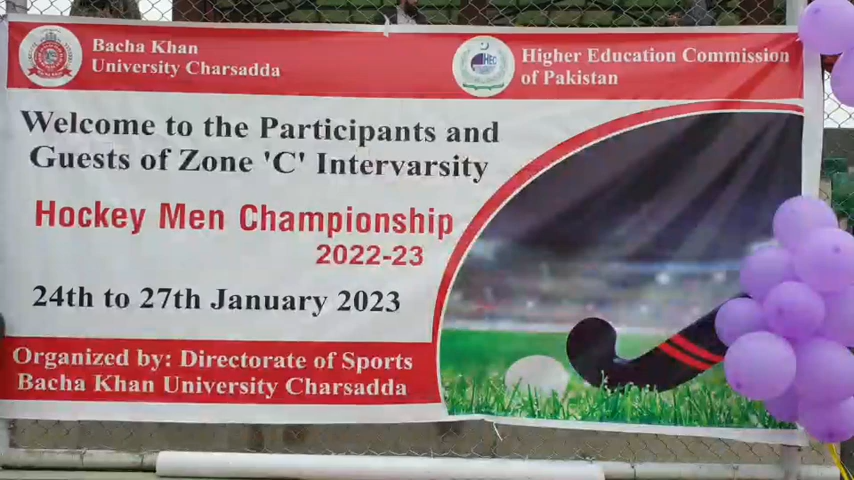 Bacha Khan
University Charsadda
HEC
Higher Education Commission
of Pakistan
Welcome to the Participants and
Guests of Zone 'C' Intervarsity
Hockey Men Championship
2022-23
24th to 27th January 2023
Organized by: Directorate of Sports
Bacha Khan University Charsadda